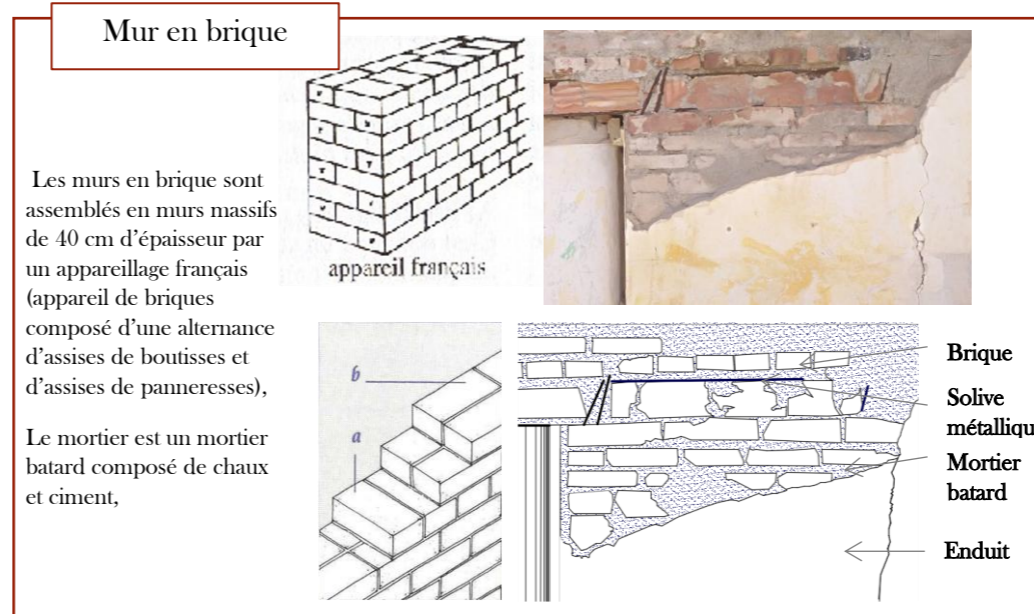 Mur en brique
Les murs en brique sont
assemblés en murs massifs
de 40 cm d'épaisseur par
un appareillage français
(appareil de briques
composé d'une alternance
d'assises de boutisses et
d'assises de panneresses),
Le mortier est un mortier
batard composé de chaux
et ciment,
appareil français
b
a
Brique
Solive
métalliqu
Mortier
batard
Enduit